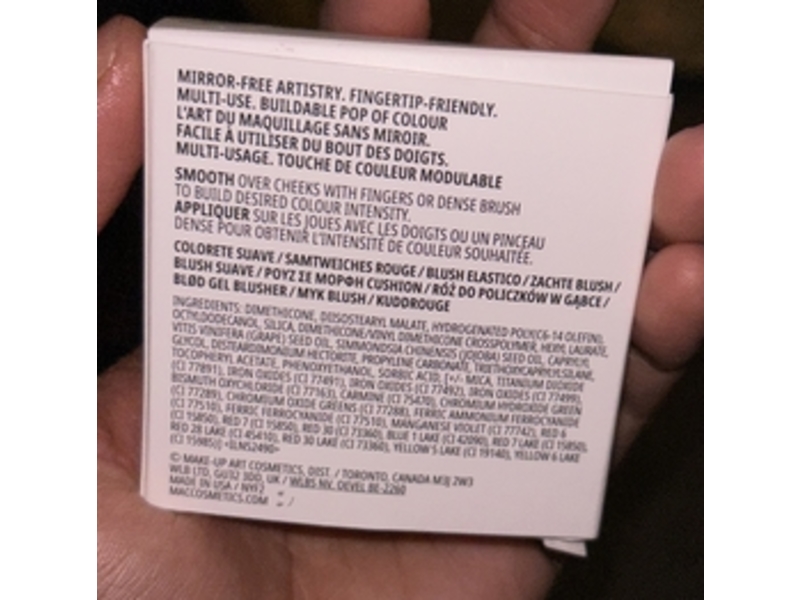 MIRROR-FREE ARTISTRY. FINGERTIP-FRIENDLY.
MULTI-USE. BUILDABLE POP OF COLOUR
L'ART DU MAQUILLAGE SANS MIROIR.
FACILE À UTILISER DU BOUT DES DOIGTS.
MULTI-USAGE. TOUCHE DE COULEUR MODULABLE
SMOOTH OVER CHEEKS WITH FINGERS OR DENSE BRUSH
TO BUILD DESIRED COLOUR INTENSITY.
APPLIQUER SUR LES JOUES AVEC LES DOIGTS OU UN PINCEAU
DENSE POUR OBTENIR L'INTENSITÉ DE COULEUR SOUHAITÉE.
COLORETE SUAVE / SAMTWEICHES ROUGE / BLUSH ELASTICO / ZACHTE BLUSH /
BLUSH SUAVE / ΡΟΥΖ ΣΕ ΜΟΡΦΗ CUSHION / RÓŻ DO POLICZKÓW W GĄBCE /
BLØD GEL BLUSHER / MYK BLUSH / KUDDROUGE
INGREDIENTS: DIMETHICONE, DIISOSTEARYL MALATE, HYDROGENATED POLY(C6-14 OLEFIN),
OCTYLDODECANOL, SILICA, DIMETHICONE/VINYL DIMETHICONE CROSSPOLYMER, HEXYL LAURATE,
VITIS VINIFERA (GRAPE) SEED OIL, SIMMONDSIA CHINENSIS (JOJOBA) SEED OIL, CAPRYLYL
GLYCOL, DISTEARDIMONIUM HECTORITE, PROPYLENE CARBONATE, TRIETHOXYCAPRYLYLSILANE,
TOCOPHERYL ACETATE, PHENOXYETHANOL, SORBIC ACID, [+/- MICA, TITANIUM DIOXIDE
(CI 77891), IRON OXIDES (CI 77491), IRON OXIDES (CI 77492), IRON OXIDES (CI 77499),
BISMUTH OXYCHLORIDE (CI 77163), CARMINE (CI 75470), CHROMIUM HYDROXIDE GREEN
(CI 77289), CHROMIUM OXIDE GREENS (CI 77288), FERRIC AMMONIUM FERROCYANIDE
(CI 77510), FERRIC FERROCYANIDE (CI 77510), MANGANESE VIOLET (CI 77742), RED 6
(CI 15850), RED 7 (CI 15850), RED 30 (CI 73360), BLUE 1 LAKE (CI 42090), RED 7 LAKE (CI 15850),
RED 28 LAKE (CI 45410), RED 30 LAKE (CI 73360), YELLOW 5 LAKE (CI 19140), YELLOW 6 LAKE
(CI 15985)] <ILN52490>
© MAKE-UP ART COSMETICS, DIST. / TORONTO, CANADA M3J 2W3
WLB LTD, GU32 3DD, UK / WLBS NV. OEVEL BE-2260
MADE IN USA / NYF2
MACCOSMETICS.COM